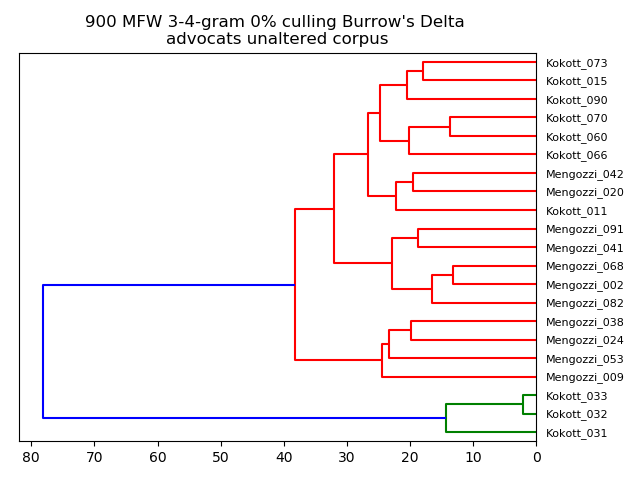 900 MFW 3-4-gram 0% culling Burrow's Delta
advocats unaltered corpus
Kokott_073
Kokott_015
Kokott_090
Kokott_070
Kokott_060
Kokott_066
Mengozzi_042
Mengozzi_020
Kokott_011
Mengozzi_091
Mengozzi_041
Mengozzi_068
Mengozzi_002
Mengozzi_082
Mengozzi_038
Mengozzi_024
Mengozzi_053
Mengozzi_009
Kokott_033
Kokott_032
Kokott_031
80 70 60 50 40 30 20 10 0